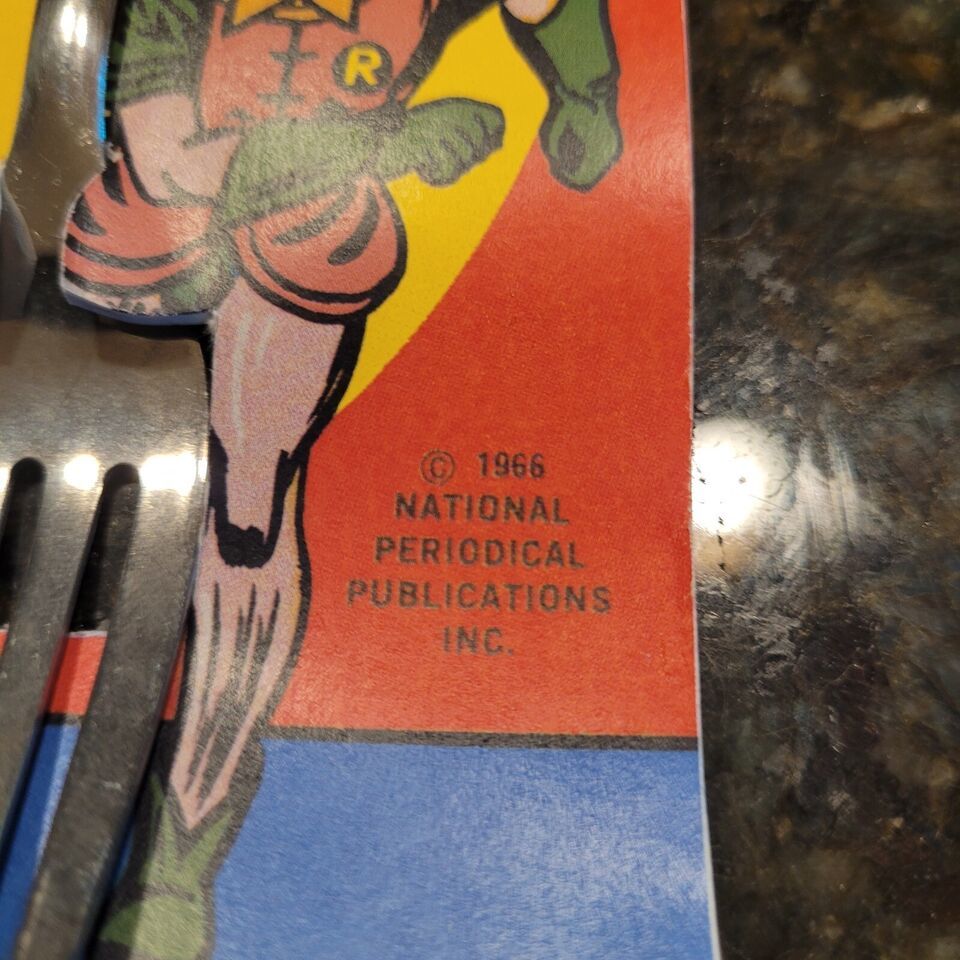 R
© 1966
NATIONAL
PERIODICAL
PUBLICATIONS
INC.